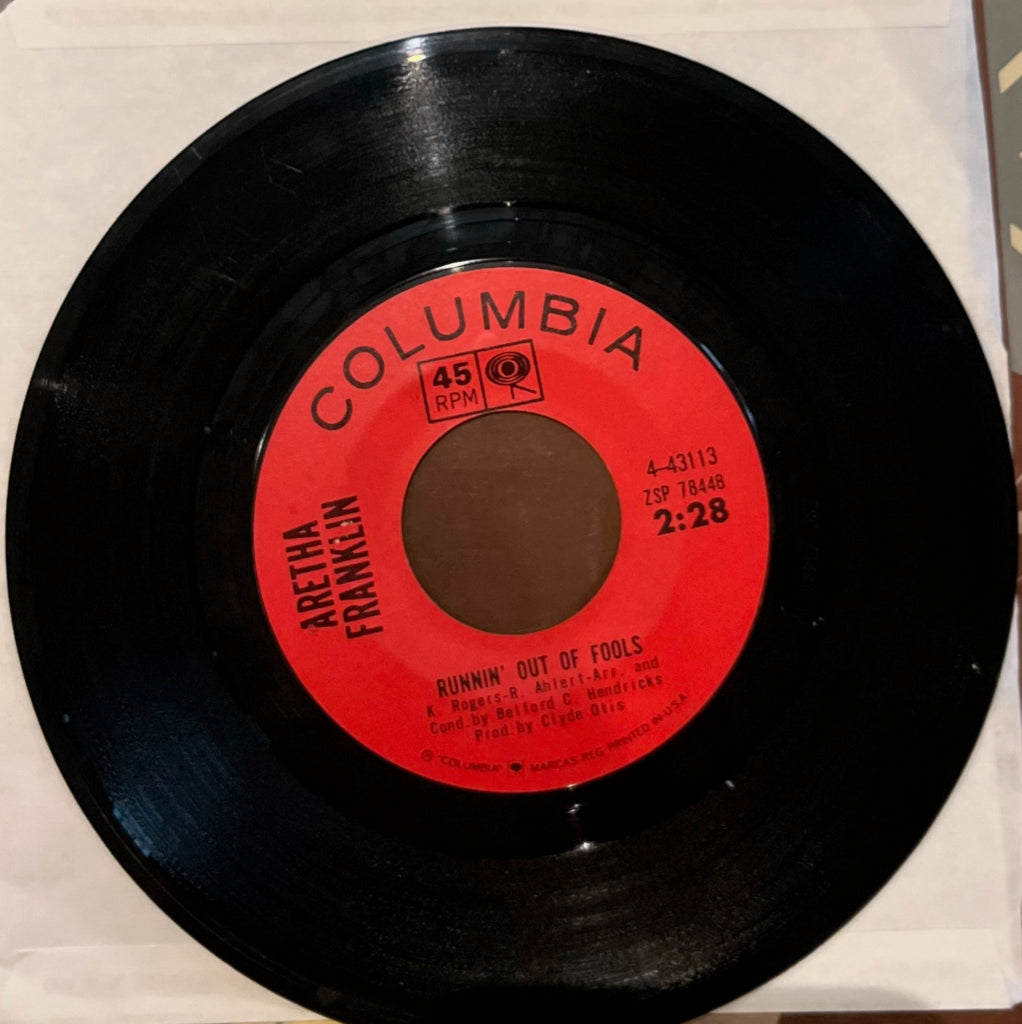 COLUMBIA
45
RPM
4-43113
ZSP 78448
2:28
ARETHA
FRANKLIN
RUNNIN' OUT OF FOOLS
K. Rogers-R. Ahlert-Arr. and
Cond.by Belford C. Hendricks
Prod.by Clyde Otis
Ⓡ "COLUMBIA" MARCAS REG. PRINTED IN U.S.A.